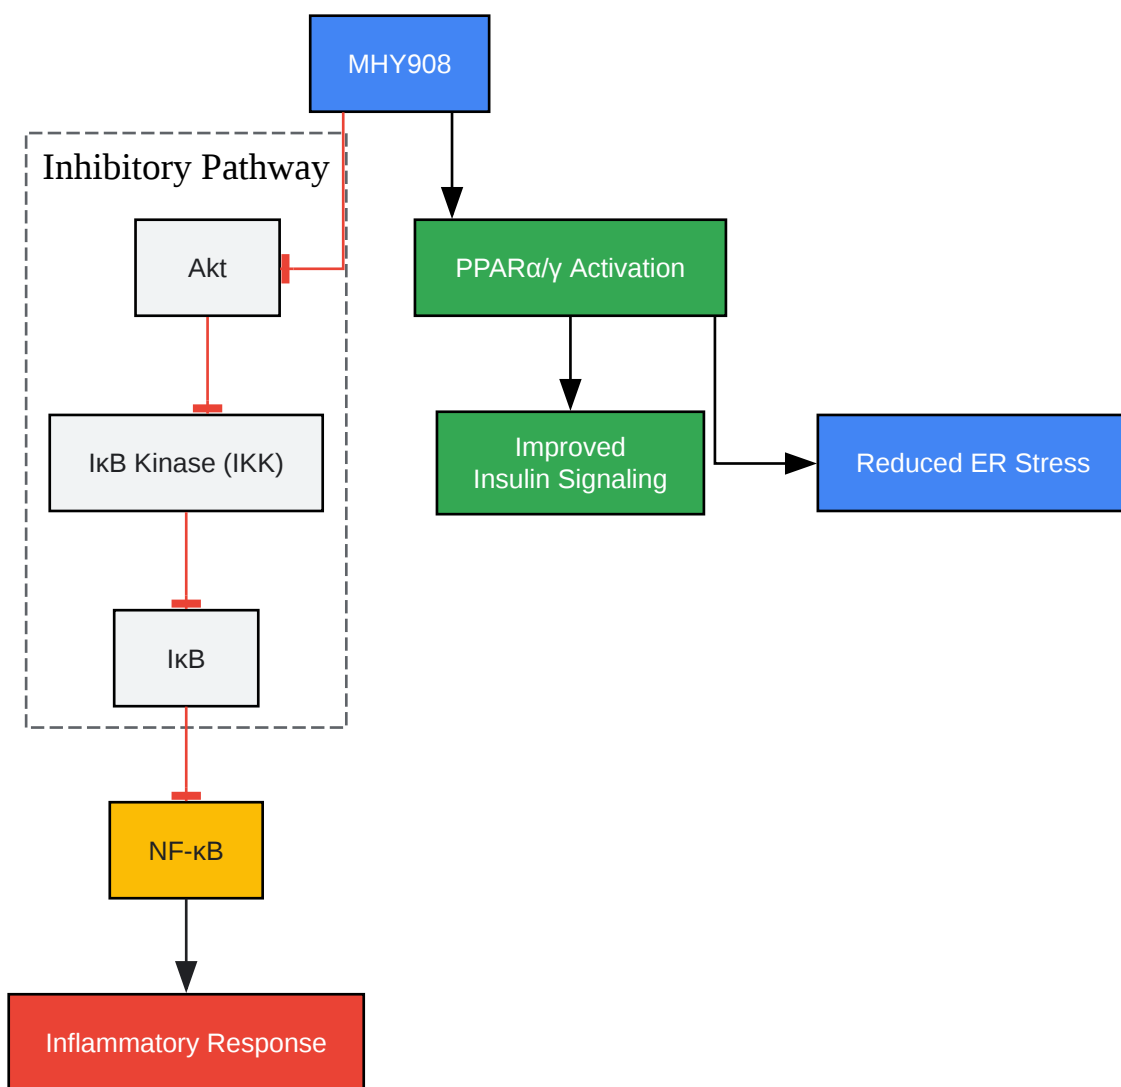 MHY908
Inhibitory Pathway
Akt
PPARα/γ Activation
IκB Kinase (IKK)
Improved
Insulin Signaling
Reduced ER Stress
IκB
NF-κB
Inflammatory Response